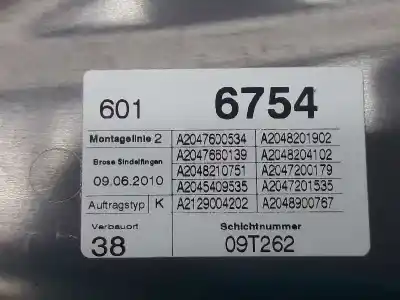 601 6754
Montagelinie 2 A2047600534 A2048201902
Brose Sindelfingen A2047660139 A2048204102
09.06.2010 A2048210751 A2047200179
A2045409535 A2047201535
Auftragstyp K A2129004202 A2048900767
Verbauort Schichtnummer
38 09T262